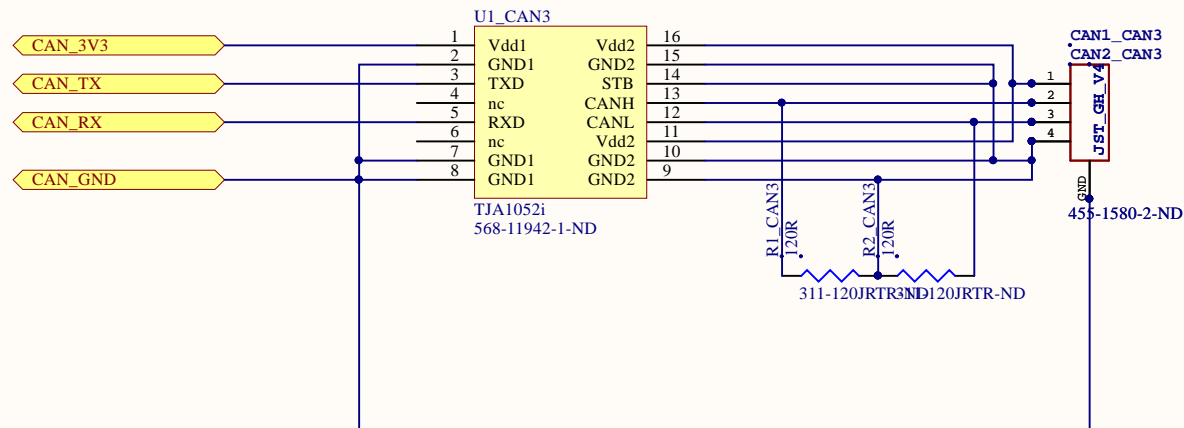 U1_CAN3
CAN_3V3
CAN_TX
CAN_RX
CAN_GND
1 Vdd1 Vdd2 16
2 GND1 GND2 15
3 TXD STB 14
4 nc CANH 13
5 RXD CANL 12
6 nc Vdd2 11
7 GND1 GND2 10
8 GND1 GND2 9
TJA1052i
568-11942-1-ND
CAN1_CAN3
CAN2_CAN3
1
2
3
4
JST_GH_V4
GND
455-1580-2-ND
R1_CAN3
120R
R2_CAN3
120R
311-120JRTR-ND
311-120JRTR-ND